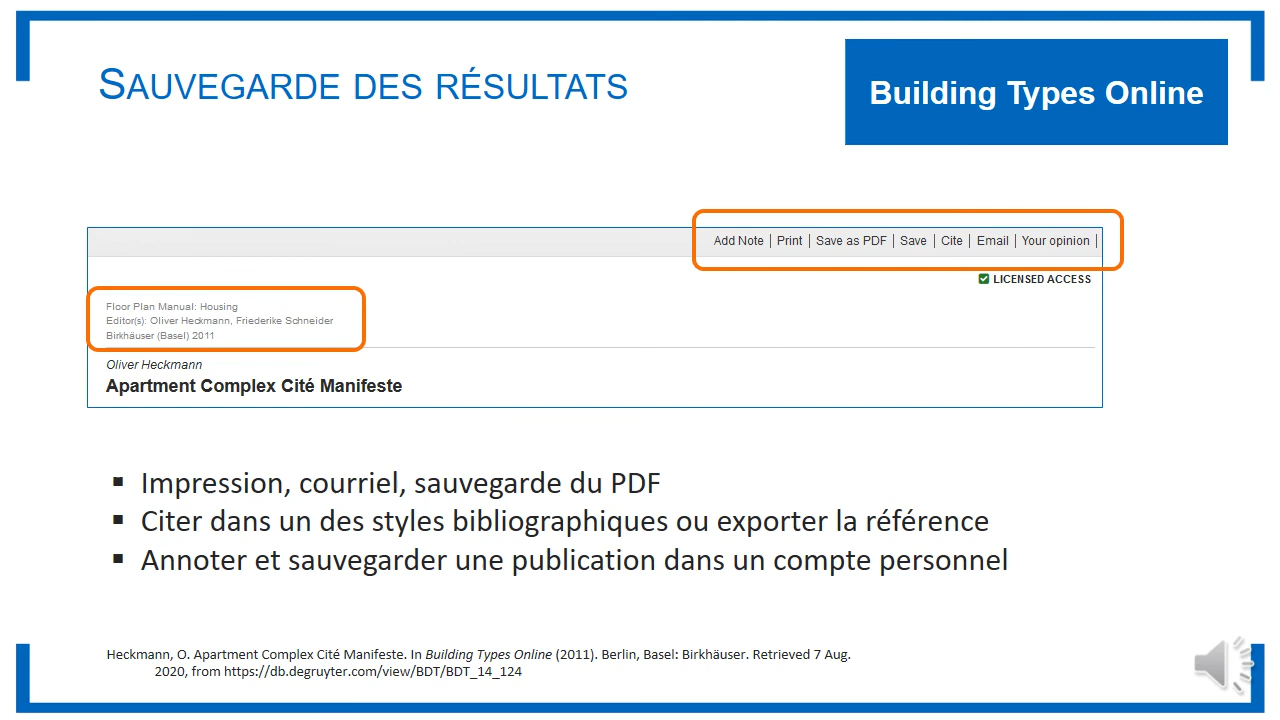 SAUVEGARDE DES RÉSULTATS
Building Types Online
Add Note | Print | Save as PDF | Save | Cite | Email | Your opinion |
LICENSED ACCESS
Floor Plan Manual: Housing
Editor(s): Oliver Heckmann, Friederike Schneider
Birkhäuser (Basel) 2011
Oliver Heckmann
Apartment Complex Cité Manifeste
▪ Impression, courriel, sauvegarde du PDF
▪ Citer dans un des styles bibliographiques ou exporter la référence
▪ Annoter et sauvegarder une publication dans un compte personnel
Heckmann, O. Apartment Complex Cité Manifeste. In Building Types Online (2011). Berlin, Basel: Birkhäuser. Retrieved 7 Aug.
2020, from https://db.degruyter.com/view/BDT/BDT_14_124